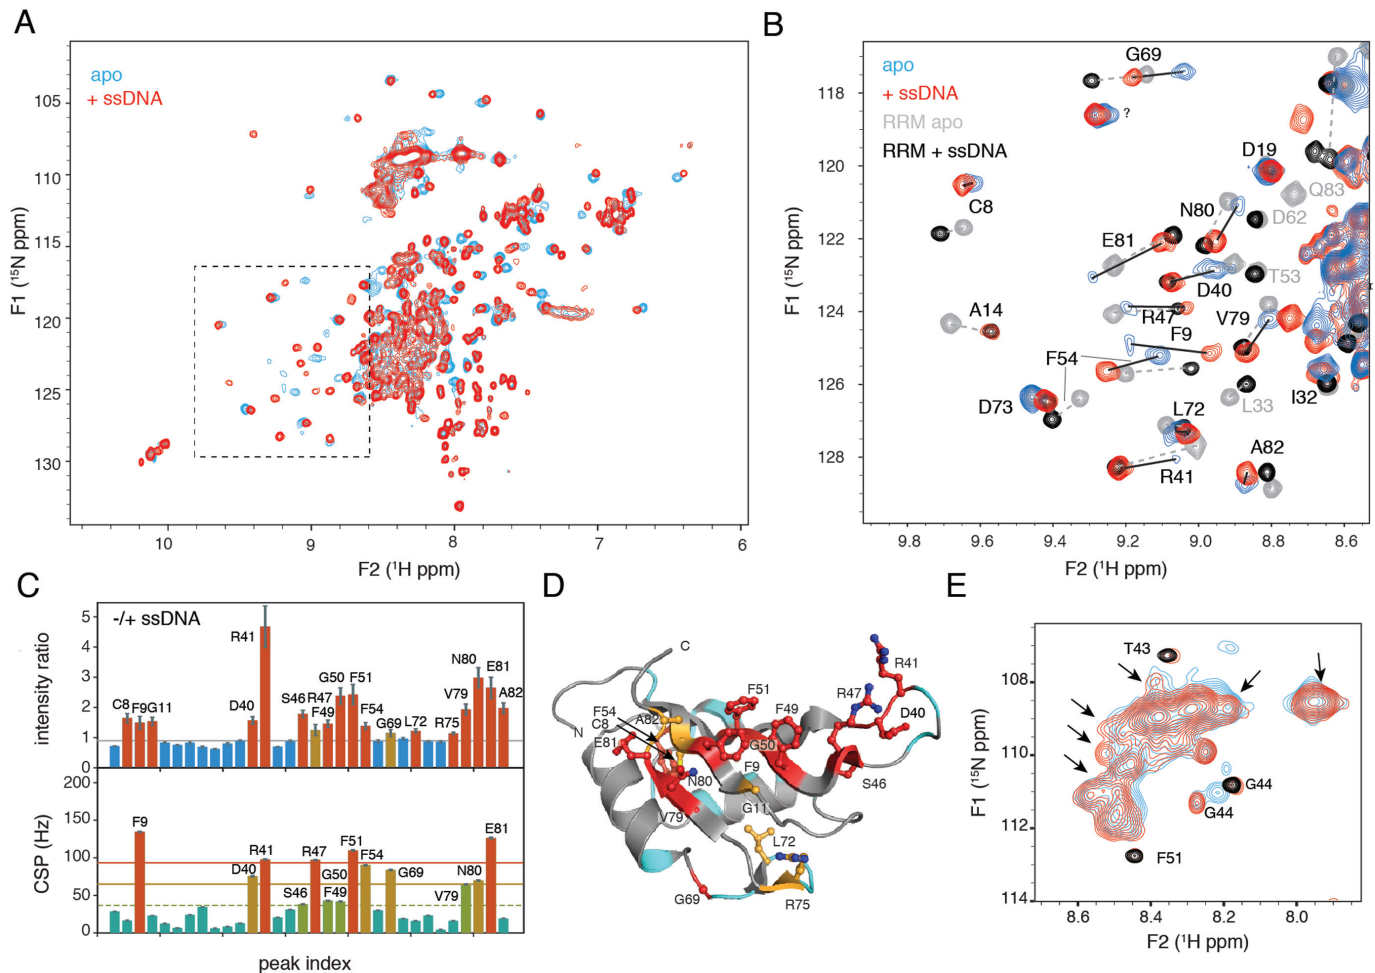 A
apo
+ ssDNA
105
110
115
120
125
130
F1 (¹⁵N ppm)
10
9
8
7
6
F2 (¹H ppm)
B
apo
+ ssDNA
RRM apo
RRM + ssDNA
G69
?
D19
Q83
C8
N80
D62
E81
T53
D40
A14
R47
V79
F9
F54
D73
L33
I32
L72
A82
R41
118
120
122
124
126
128
F1 (¹⁵N ppm)
9.8
9.6
9.4
9.2
9.0
8.8
8.6
F2 (¹H ppm)
C
-/+ ssDNA
intensity ratio
5
4
3
2
1
0
C8
F9
G11
D40
R41
S46
R47
F49
G50
F51
F54
G69
L72
R75
V79
N80
E81
A82
CSP (Hz)
200
150
100
50
0
F9
D40
R41
S46
R47
G50
F49
F51
F54
G69
V79
N80
E81
peak index
D
C
R41
F51
R47
F54
C8
A82
F49
D40
N
E81
G50
N80
F9
S46
G11
V79
L72
G69
R75
E
T43
G44
G44
F51
108
110
112
114
F1 (¹⁵N ppm)
8.6
8.4
8.2
8.0
F2 (¹H ppm)